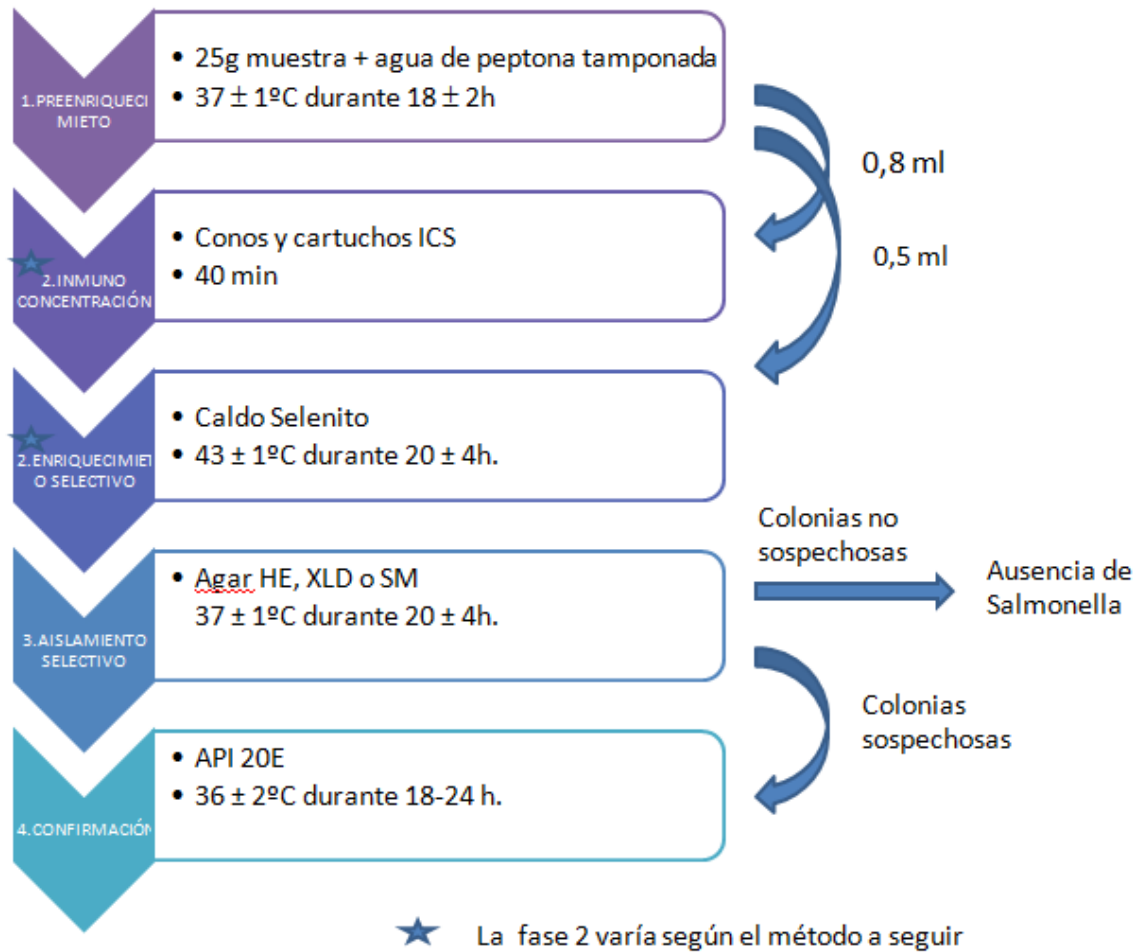 1.PREENRIQUECI
MIETO
• 25g muestra + agua de peptona tamponada
• 37 ± 1ºC durante 18 ± 2h
0,8 ml
0,5 ml
2.INMUNO
CONCENTRACIÓN
• Conos y cartuchos ICS
• 40 min
2.ENRIQUECIMIET
O SELECTIVO
• Caldo Selenito
• 43 ± 1ºC durante 20 ± 4h.
3.AISLAMIENTO
SELECTIVO
• Agar HE, XLD o SM
37 ± 1ºC durante 20 ± 4h.
Colonias no
sospechosas
Ausencia de
Salmonella
Colonias
sospechosas
4.CONFIRMACIÓN
• API 20E
• 36 ± 2ºC durante 18-24 h.
La fase 2 varía según el método a seguir